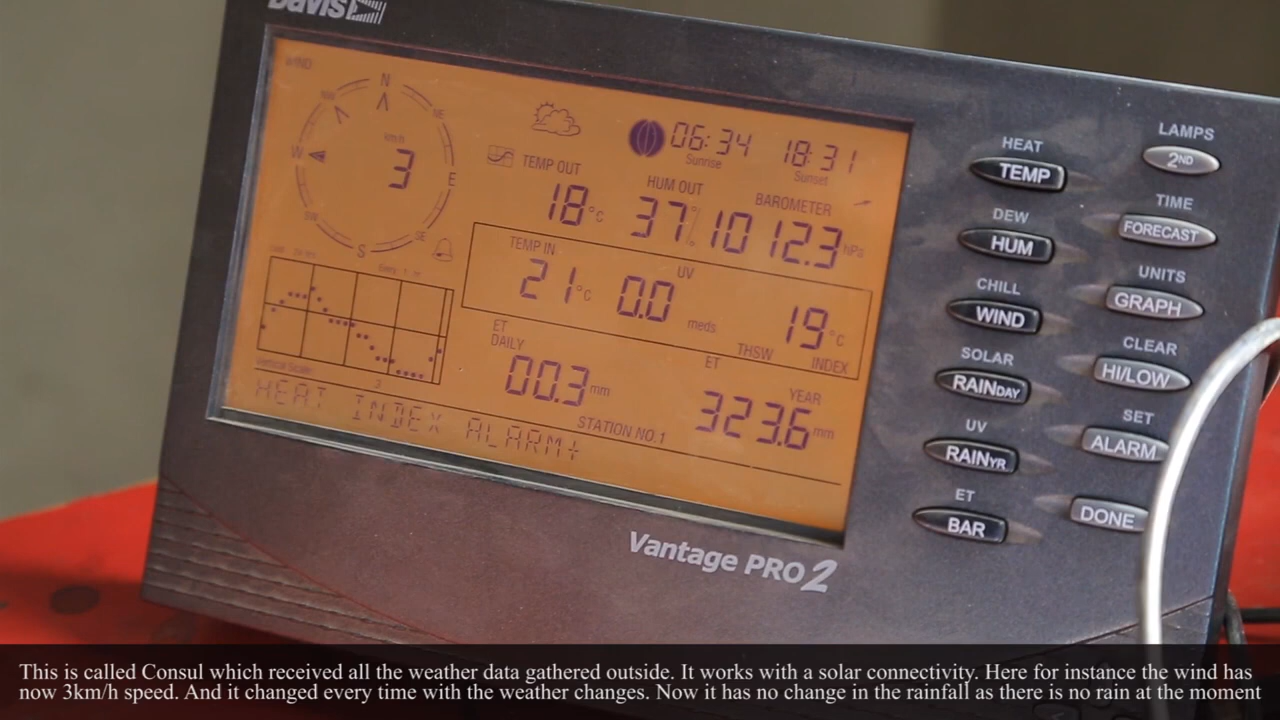 Davis
WIND
N
NW NE
km/h
W 3 E
SW SE
S
06:34 18:31
Sunrise Sunset
TEMP OUT HUM OUT BAROMETER
18°C 37% 1012.3 hPa
TEMP IN UV
21°C 0.0 meds 19°C
THSW INDEX
ET DAILY ET YEAR
00.3 mm 323.6 mm
HEAT INDEX ALARM+
STATION NO.1
Vantage PRO2
HEAT LAMPS
TEMP 2ND
DEW TIME
HUM FORECAST
CHILL UNITS
WIND GRAPH
SOLAR CLEAR
RAINDAY HI/LOW
UV SET
RAINYR ALARM
ET
BAR DONE
This is called Consul which received all the weather data gathered outside. It works with a solar connectivity. Here for instance the wind has
now 3km/h speed. And it changed every time with the weather changes. Now it has no change in the rainfall as there is no rain at the moment